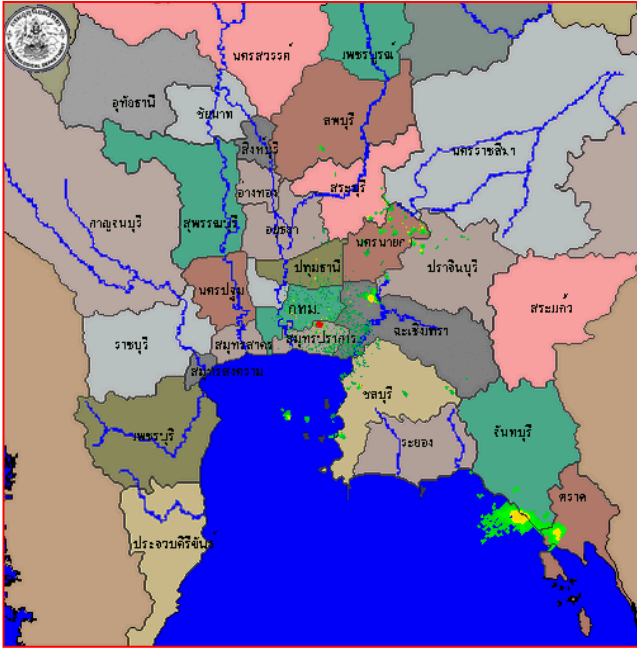 นครสวรรค์
เพชรบูรณ์
อุทัยธานี
ชัยนาท
ลพบุรี
สิงห์บุรี
นครราชสีมา
อ่างทอง
สระบุรี
กาญจนบุรี
สุพรรณบุรี
อยุธยา
นครนายก
ปราจีนบุรี
ปทุมธานี
นครปฐม
กทม.
สระแก้ว
ราชบุรี
สมุทรสาคร
สมุทรปราการ
ฉะเชิงเทรา
สมุทรสงคราม
ชลบุรี
เพชรบุรี
ระยอง
จันทบุรี
ตราด
ประจวบคีรีขันธ์